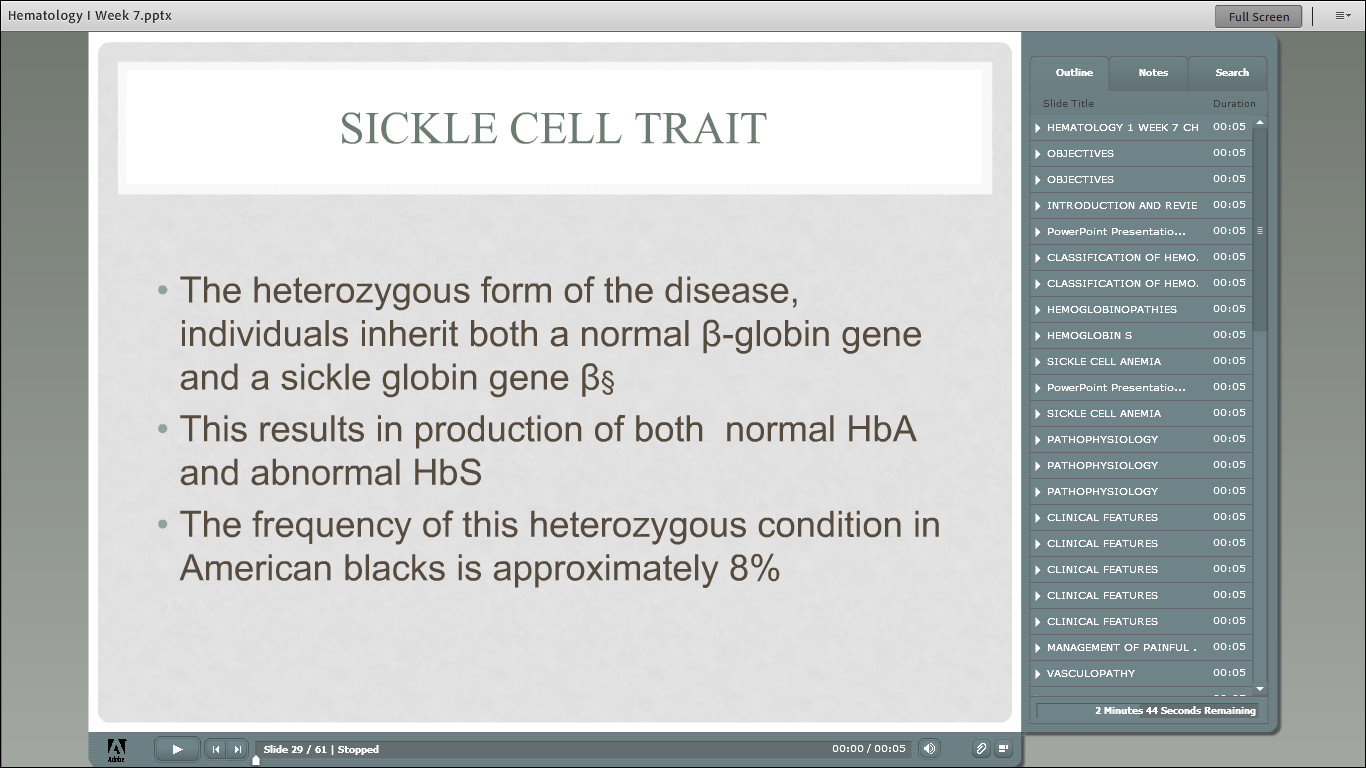 Hematology I Week 7.pptx
Full Screen
SICKLE CELL TRAIT
• The heterozygous form of the disease,
individuals inherit both a normal β-globin gene
and a sickle globin gene β§
• This results in production of both  normal HbA
and abnormal HbS
• The frequency of this heterozygous condition in
American blacks is approximately 8%
Outline Notes Search
Slide Title Duration
HEMATOLOGY 1 WEEK 7 CH 00:05
OBJECTIVES 00:05
OBJECTIVES 00:05
INTRODUCTION AND REVIE 00:05
PowerPoint Presentatio... 00:05
CLASSIFICATION OF HEMO. 00:05
CLASSIFICATION OF HEMO. 00:05
HEMOGLOBINOPATHIES 00:05
HEMOGLOBIN S 00:05
SICKLE CELL ANEMIA 00:05
PowerPoint Presentatio... 00:05
SICKLE CELL ANEMIA 00:05
PATHOPHYSIOLOGY 00:05
PATHOPHYSIOLOGY 00:05
PATHOPHYSIOLOGY 00:05
CLINICAL FEATURES 00:05
CLINICAL FEATURES 00:05
CLINICAL FEATURES 00:05
CLINICAL FEATURES 00:05
CLINICAL FEATURES 00:05
MANAGEMENT OF PAINFUL . 00:05
VASCULOPATHY 00:05
2 Minutes 44 Seconds Remaining
Adobe
Slide 29 / 61 | Stopped
00:00 / 00:05